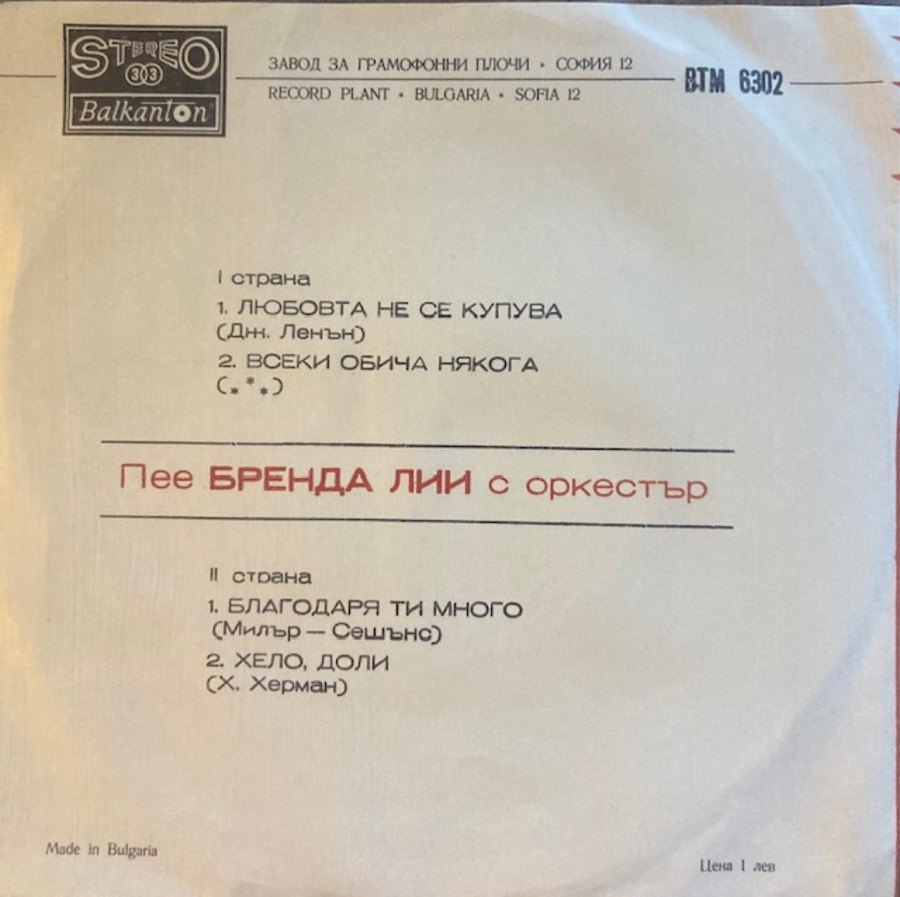 STEREO
33
Balkanton
ЗАВОД ЗА ГРАМОФОННИ ПЛОЧИ • СОФИЯ 12
RECORD PLANT • BULGARIA • SOFIA 12
ВТМ 6302
I страна
1. ЛЮБОВТА НЕ СЕ КУПУВА
(Дж. Ленън)
2. ВСЕКИ ОБИЧА НЯКОГА
(***)
Пее БРЕНДА ЛИИ с оркестър
II страна
1. БЛАГОДАРЯ ТИ МНОГО
(Милър — Сешънс)
2. ХЕЛО, ДОЛИ
(Х. Херман)
Made in Bulgaria
Цена 1 лев